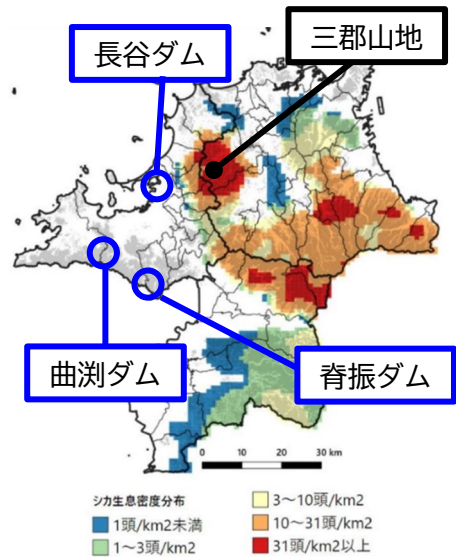 三郡山地
長谷ダム
曲渕ダム
脊振ダム
0 10 20 30 km
シカ生息密度分布
1頭/km2未満
1～3頭/km2
3～10頭/km2
10～31頭/km2
31頭/km2以上